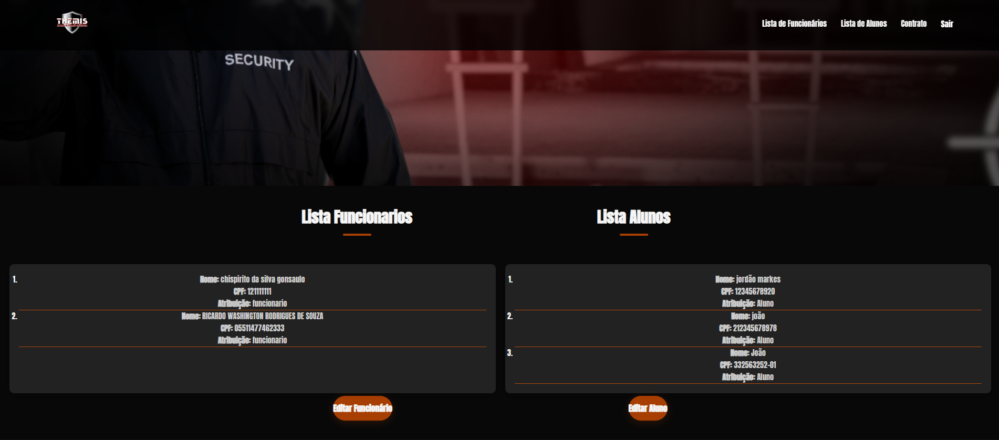 THEMIS
Lista de Funcionários
Lista de Alunos
Contrato
Sair
SECURITY
Lista Funcionarios
1. Nome: chispirito da silva gonsaulo
CPF: 121111111
Atribuição: funcionario
2. Nome: RICARDO WASHINGTON RODRIGUES DE SOUZA
CPF: 05511477462333
Atribuição: funcionario
Editar Funcionário
Lista Alunos
1. Nome: jordão markes
CPF: 12345678920
Atribuição: Aluno
2. Nome: joão
CPF: 212345678978
Atribuição: Aluno
3. Nome: João
CPF: 332563252-01
Atribuição: Aluno
Editar Aluno